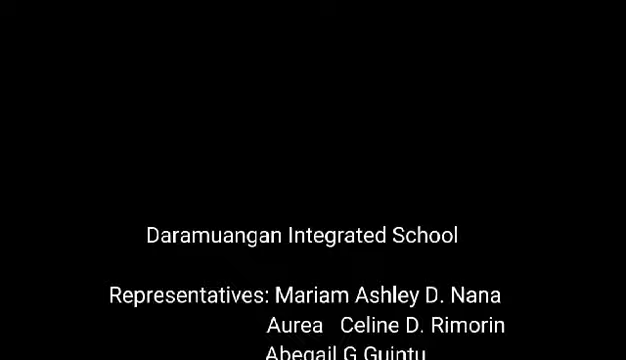 Daramuangan Integrated School
Representatives: Mariam Ashley D. Nana
Aurea Celine D. Rimorin
Abegail G Guintu